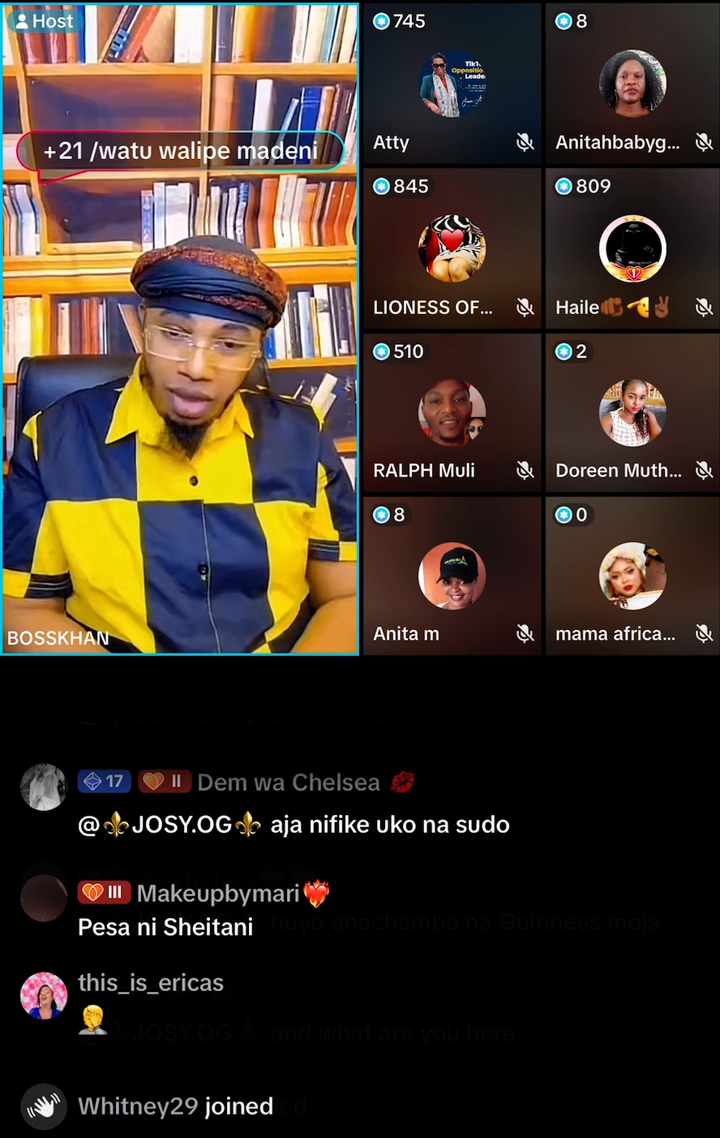 Host
+21 /watu walipe madeni
BOSSKHAN
745
Atty
8
Anitahbabyg...
845
LIONESS OF...
809
Haile
510
RALPH Muli
2
Doreen Muth...
8
Anita m
0
mama africa...
17 II Dem wa Chelsea 💋
@⚜️JOSY.OG⚜️ aja nifike uko na sudo
III Makeupbymari❤️‍🔥
Pesa ni Sheitani
huyo anachamba na Guinness moja
this_is_ericas
🤦
JOSY.OG and what are you here
Whitney29 joined